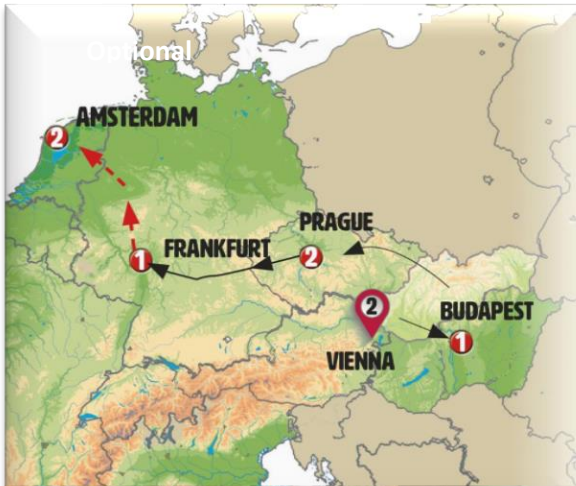 Optional
AMSTERDAM
2
PRAGUE
FRANKFURT
1
2
2
BUDAPEST
1
VIENNA